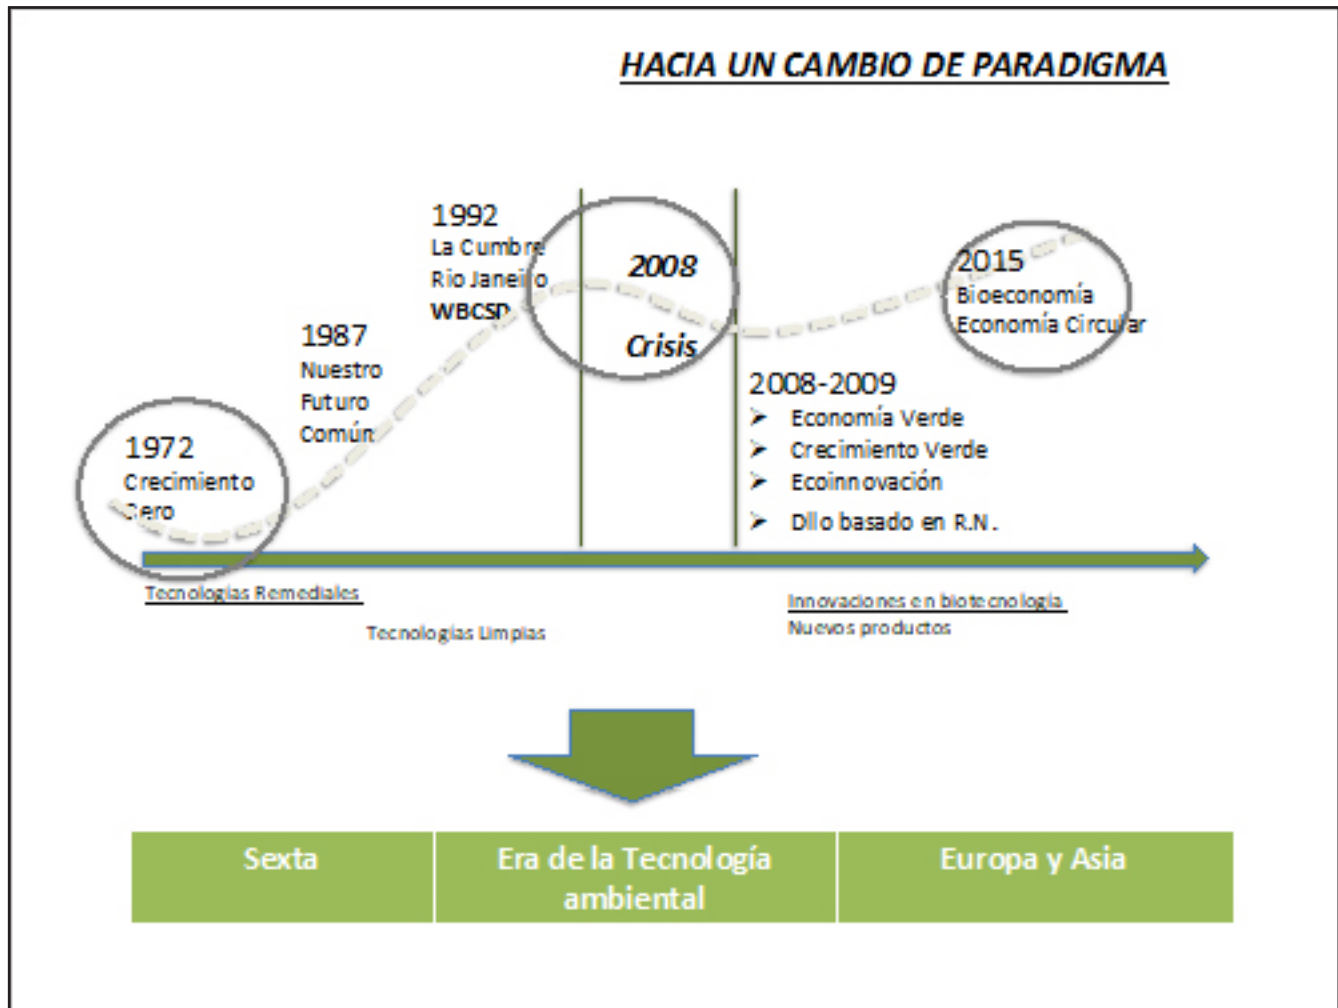 HACIA UN CAMBIO DE PARADIGMA
1972
Crecimiento
Cero
1987
Nuestro
Futuro
Común
1992
La Cumbre
Rio Janeiro
WBCSD
2008
Crisis
2008-2009
➢ Economía Verde
➢ Crecimiento Verde
➢ Ecoinnovación
➢ Dllo basado en R.N.
2015
Bioeconomía
Economía Circular
Tecnologías Remediales
Tecnologías Limpias
Innovaciones en biotecnologia
Nuevos productos
Sexta
Era de la Tecnología
ambiental
Europa y Asia